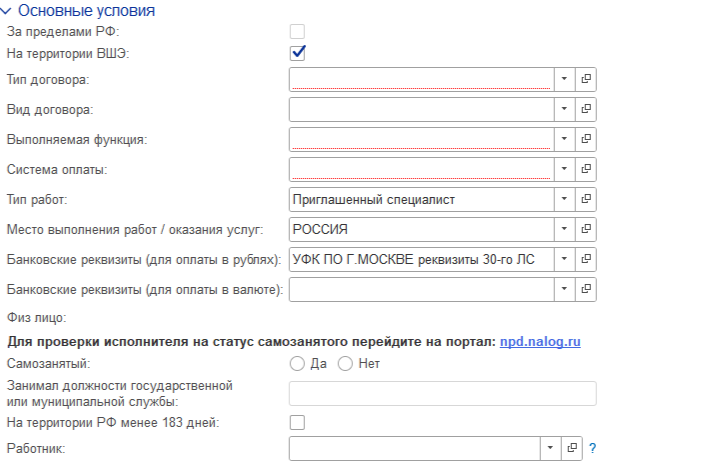 Основные условия
За пределами РФ:
На территории ВШЭ:
Тип договора:
Вид договора:
Выполняемая функция:
Система оплаты:
Тип работ: Приглашенный специалист
Место выполнения работ / оказания услуг: РОССИЯ
Банковские реквизиты (для оплаты в рублях): УФК ПО Г.МОСКВЕ реквизиты 30-го ЛС
Банковские реквизиты (для оплаты в валюте):
Физ лицо:
Для проверки исполнителя на статус самозанятого перейдите на портал: npd.nalog.ru
Самозанятый: Да Нет
Занимал должности государственной
или муниципальной службы:
На территории РФ менее 183 дней:
Работник: ?